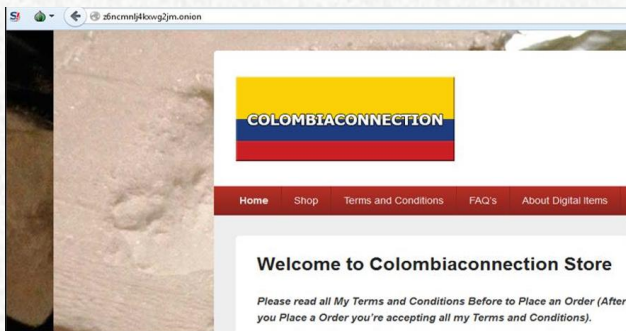 z6ncmnlj4kxwg2jm.onion
COLOMBIACONNECTION
Home Shop Terms and Conditions FAQ's About Digital Items
Welcome to Colombiaconnection Store
Please read all My Terms and Conditions Before to Place an Order (After
you Place a Order you're accepting all my Terms and Conditions).